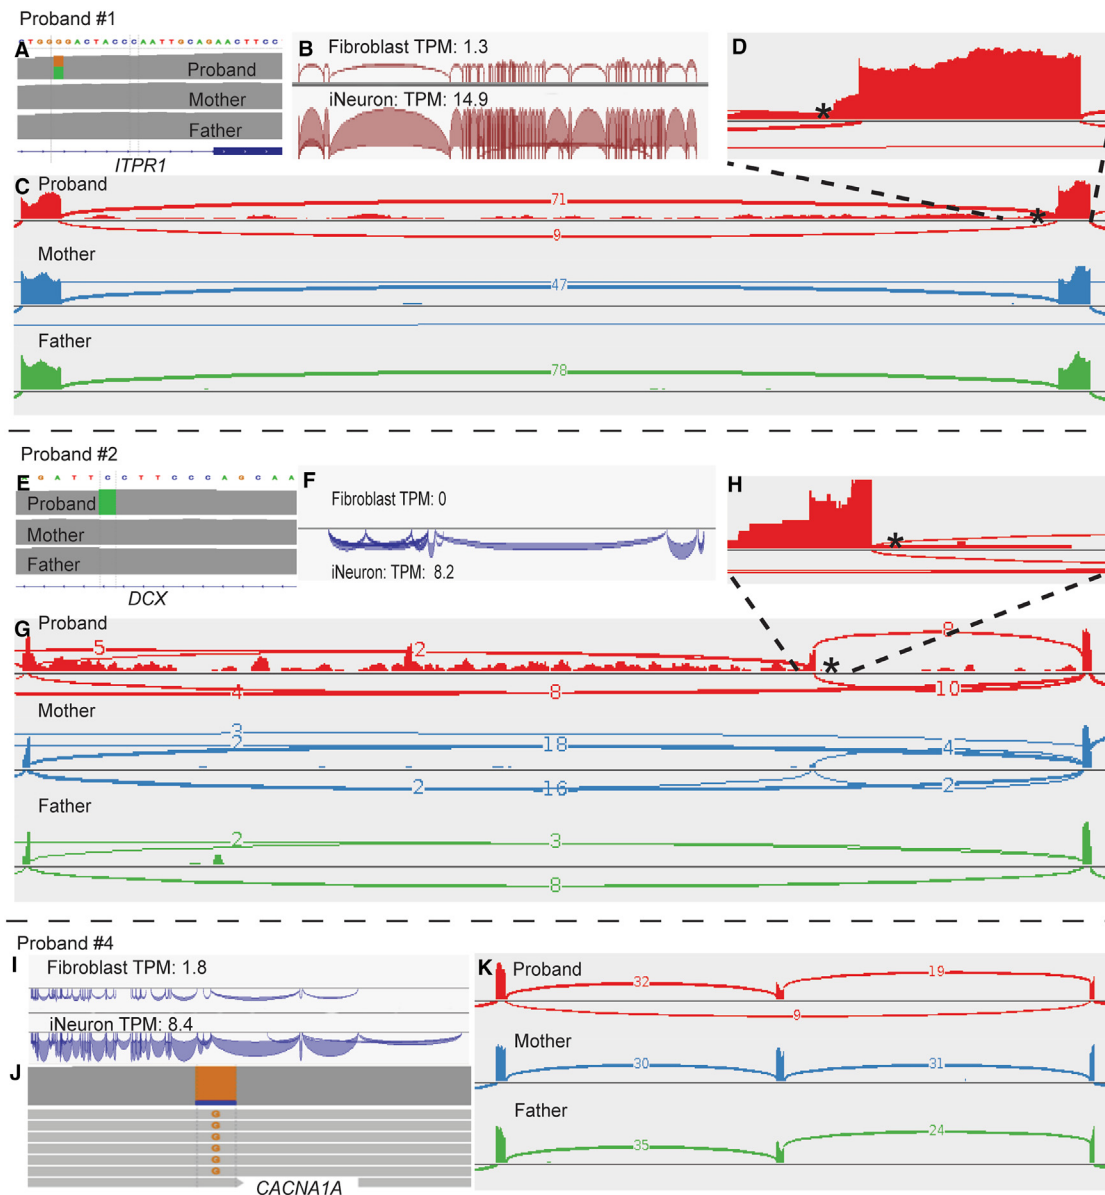 Proband #1
A
G T G G G G A C T A C C C A A T T G C A G A A C T T C C
Proband
Mother
Father
ITPR1
B
Fibroblast TPM: 1.3
iNeuron: TPM: 14.9
D
*
C
Proband
71
*
9
Mother
47
Father
78
Proband #2
E
G A T T C C T T C C C A G C A A
Proband
Mother
Father
DCX
F
Fibroblast TPM: 0
iNeuron: TPM: 8.2
H
*
G
Proband
5
2
8
*
4
8
10
Mother
3
2
18
4
2
16
2
Father
2
3
8
Proband #4
I
Fibroblast TPM: 1.8
iNeuron TPM: 8.4
J
G
G
G
G
G
G
CACNA1A
K
Proband
32
19
9
Mother
30
31
Father
35
24